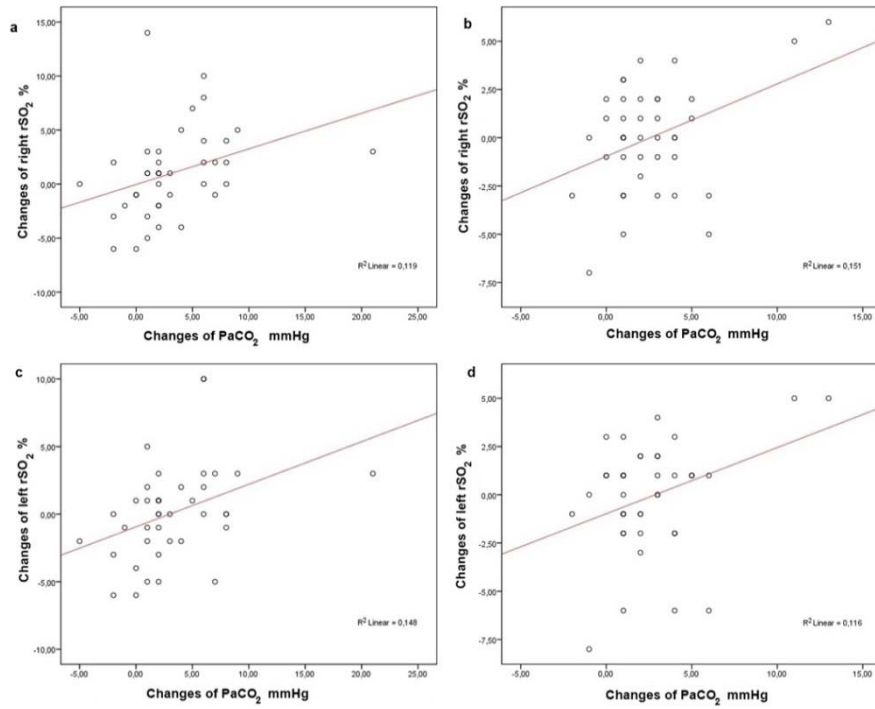 a
Changes of right rSO2 %
15,00
10,00
5,00
0,00
-5,00
-10,00
R2 Linear = 0,119
-5,00 0,00 5,00 10,00 15,00 20,00 25,00
Changes of PaCO2 mmHg
b
Changes of right rSO2 %
5,00
2,50
0,00
-2,50
-5,00
-7,50
R2 Linear = 0,151
-5,00 0,00 5,00 10,00 15,00
Changes of PaCO2 mmHg
c
Changes of left rSO2 %
10,00
5,00
0,00
-5,00
-10,00
R2 Linear = 0,148
-5,00 0,00 5,00 10,00 15,00 20,00 25,00
Changes of PaCO2 mmHg
d
Changes of left rSO2 %
5,00
2,50
0,00
-2,50
-5,00
-7,50
R2 Linear = 0,116
-5,00 0,00 5,00 10,00 15,00
Changes of PaCO2 mmHg